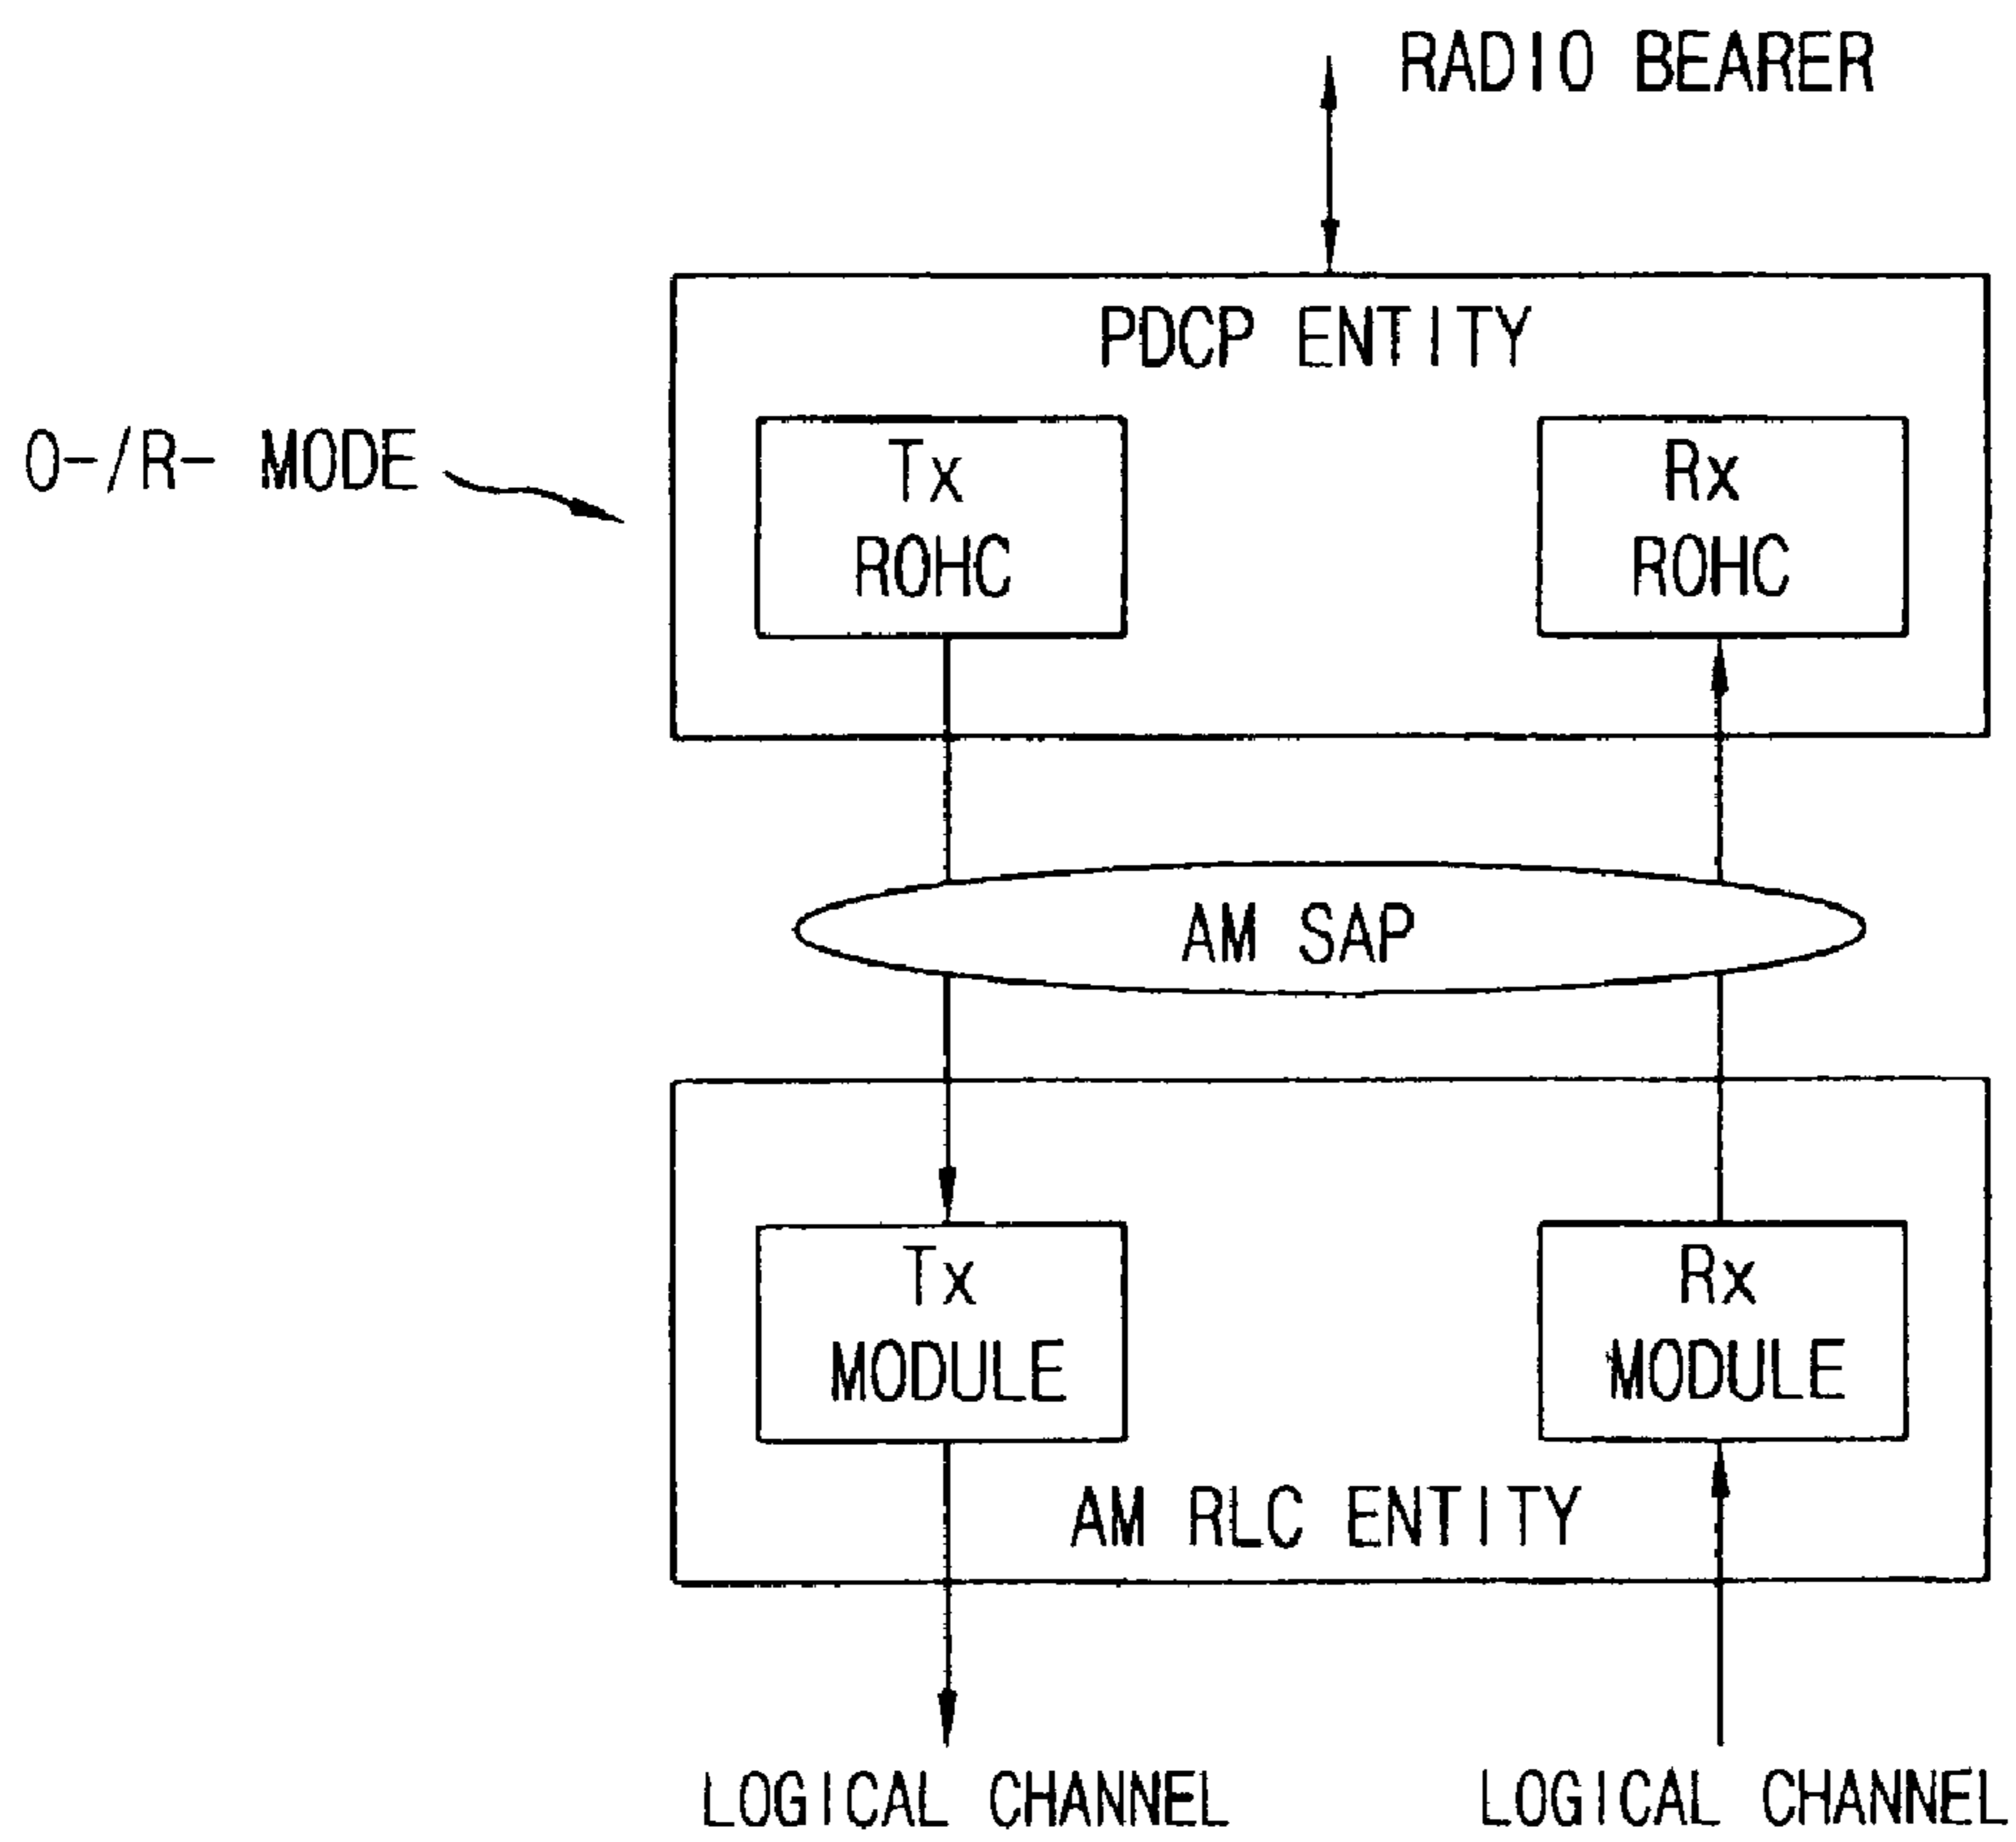 RADIO BEARER
PDCP ENTITY
O-/R- MODE
Tx
ROHC
Rx
ROHC
AM SAP
Tx
MODULE
Rx
MODULE
AM RLC ENTITY
LOGICAL CHANNEL
LOGICAL CHANNEL